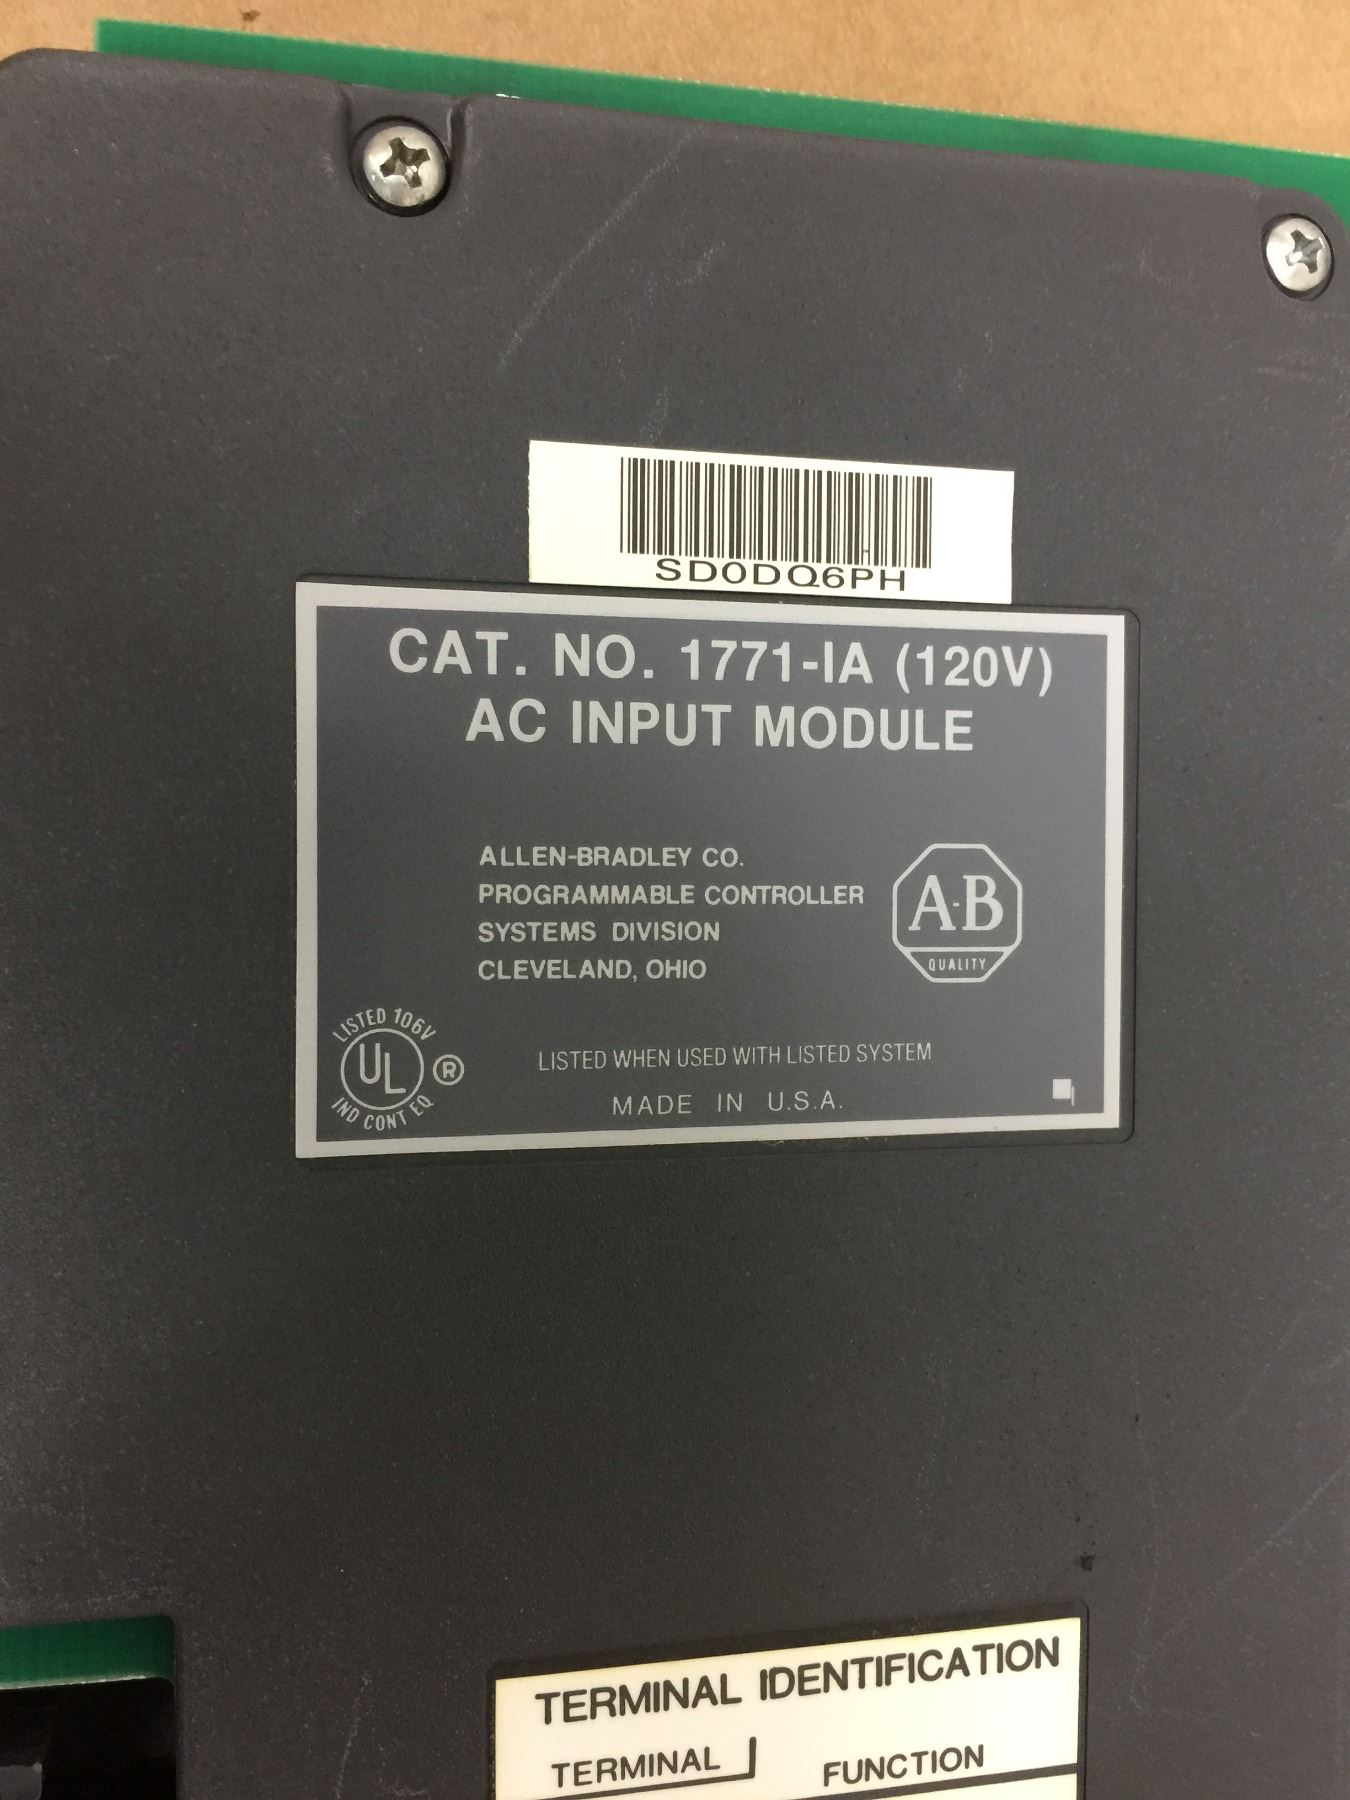 SD0DQ6PH
CAT. NO. 1771-IA (120V)
AC INPUT MODULE
ALLEN-BRADLEY CO.
PROGRAMMABLE CONTROLLER
SYSTEMS DIVISION
CLEVELAND, OHIO
A-B
QUALITY
LISTED 106V
UL ®
IND CONT EQ
LISTED WHEN USED WITH LISTED SYSTEM
MADE IN U.S.A.
TERMINAL IDENTIFICATION
TERMINAL FUNCTION